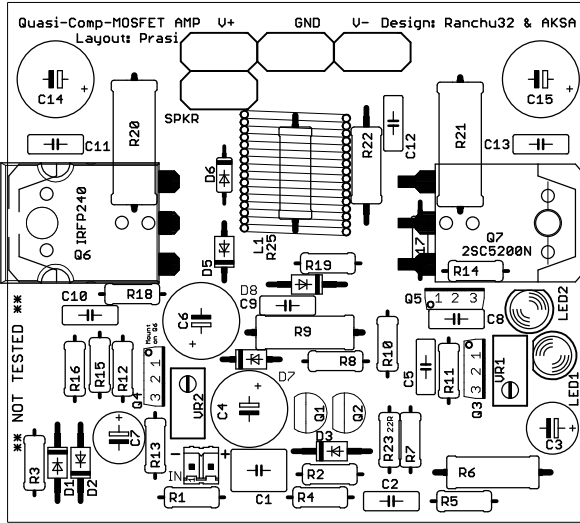 Quasi-Comp-MOSFET AMP V+ GND V- Design: Ranchu32 & AKSA
Layout: Prasi
C14
C15
SPKR
R20
R22
C12
R21
C11
C13
D6
IRFP240
Q6
L1
R25
D5
Q7
2SC5200N
R19
R14
D8
C9
R18
C10
Q5
1 2 3
C8
LED2
C6
Mount
on Q6
R9
R10
R16
R15
R12
Q4
3 2 1
D7
R8
C5
R11
Q3
3 2 1
VR1
LED1
VR2
C4
Q1
Q2
** NOT TESTED **
C7
R13
D3
R23
22R
R7
C3
R3
D1
D2
- +
IN
C1
R2
R6
R1
R4
C2
R5